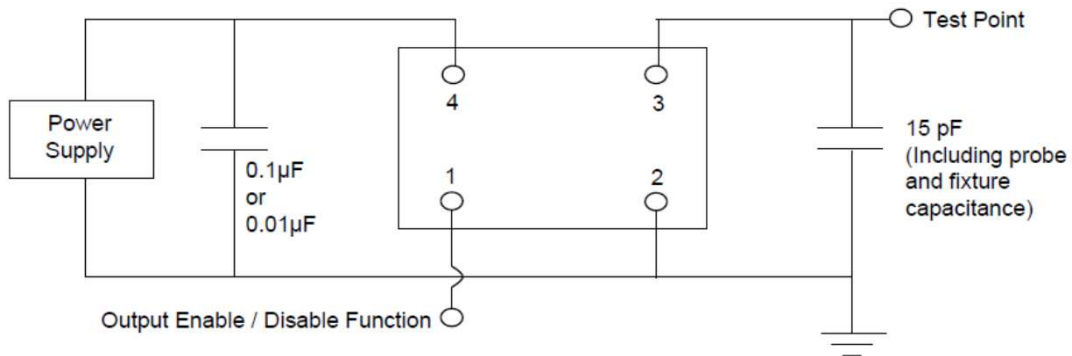 Test Point
4
3
Power
Supply
0.1µF
or
0.01µF
1
2
15 pF
(Including probe
and fixture
capacitance)
Output Enable / Disable Function